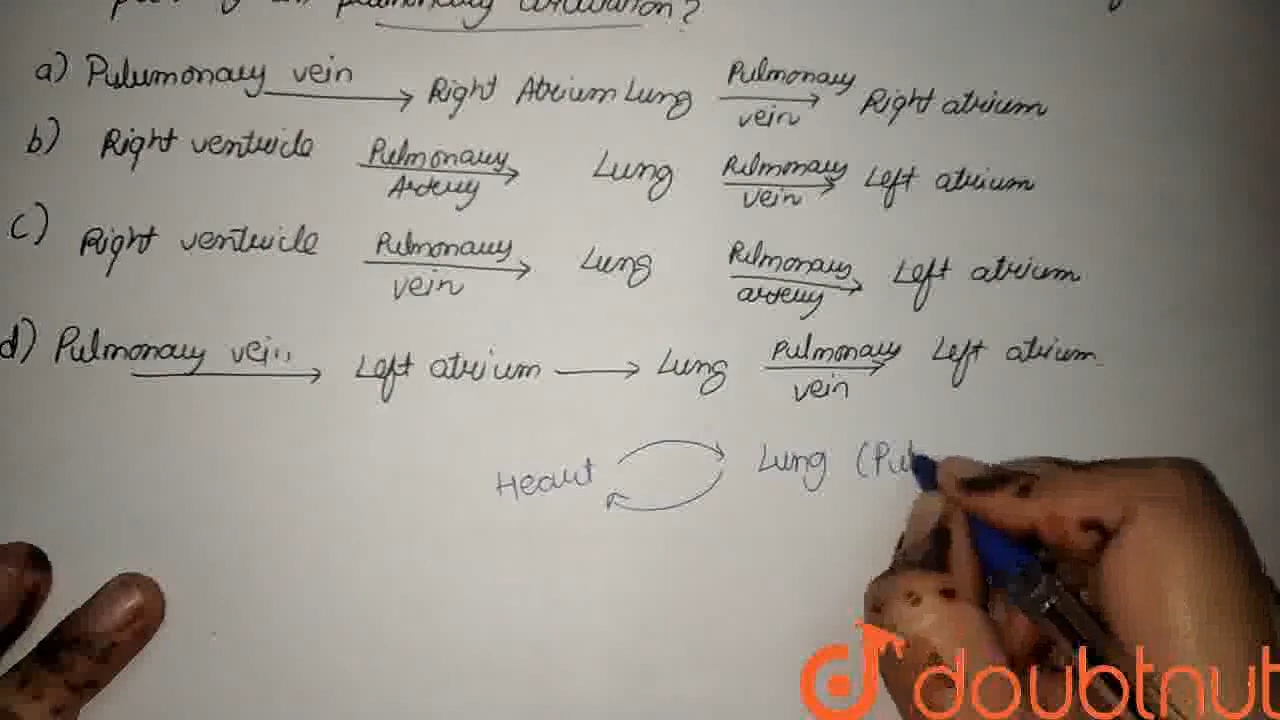 pulmonary circulation?
a) Pulumonary vein → Right Atrium Lung Pulmonary vein → Right atrium
b) Right ventricle Pulmonary Artery → Lung Pulmonary vein → Left atrium
c) Right ventricle Pulmonary vein → Lung Pulmonary artery → Left atrium
d) Pulmonary vein → Left atrium → Lung Pulmonary vein → Left atrium
Heart Lung (Pul
doubtnut